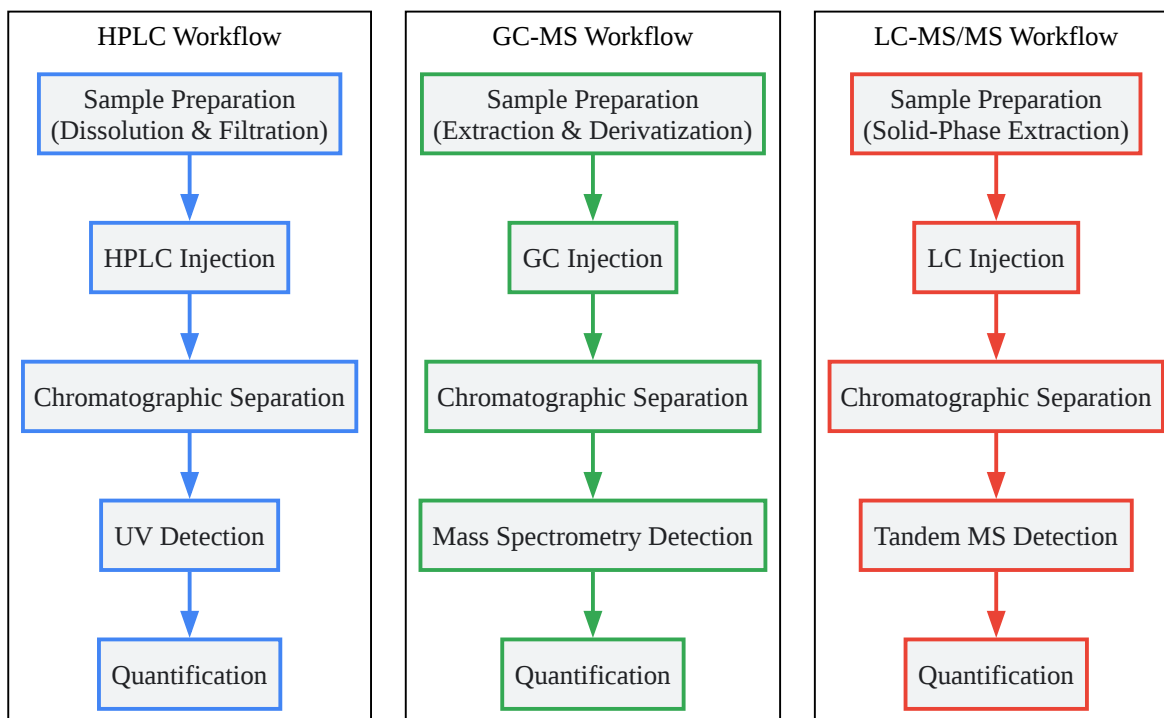 HPLC Workflow
Sample Preparation
(Dissolution & Filtration)
HPLC Injection
Chromatographic Separation
UV Detection
Quantification
GC-MS Workflow
Sample Preparation
(Extraction & Derivatization)
GC Injection
Chromatographic Separation
Mass Spectrometry Detection
Quantification
LC-MS/MS Workflow
Sample Preparation
(Solid-Phase Extraction)
LC Injection
Chromatographic Separation
Tandem MS Detection
Quantification